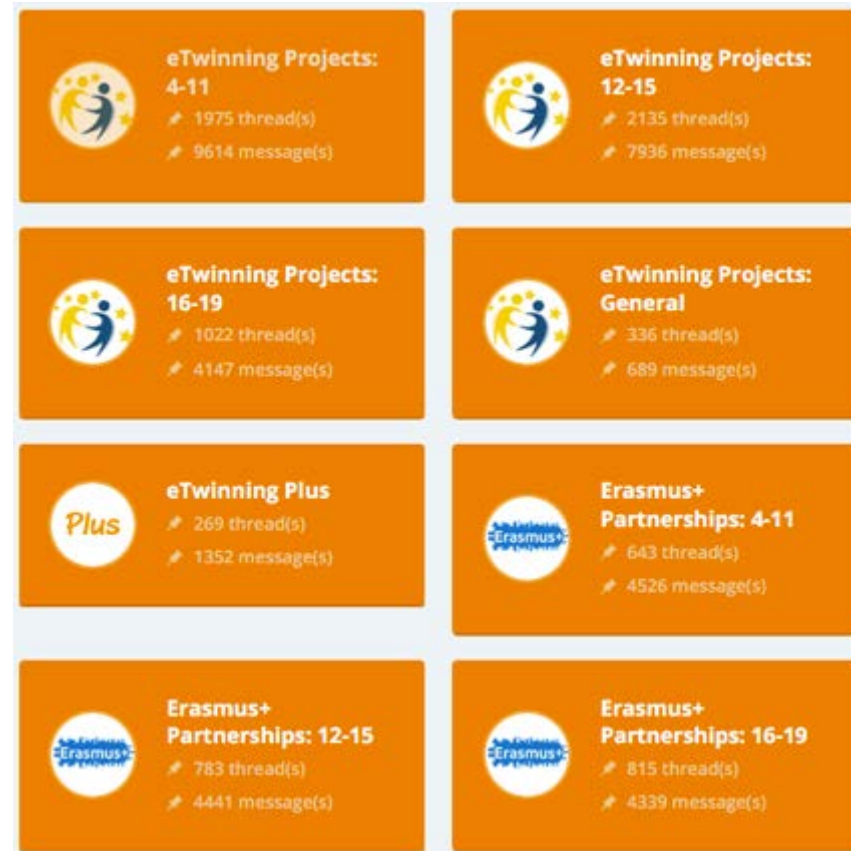 eTwinning Projects:
4-11
1975 thread(s)
9614 message(s)
eTwinning Projects:
12-15
2135 thread(s)
7936 message(s)
eTwinning Projects:
16-19
1022 thread(s)
4147 message(s)
eTwinning Projects:
General
336 thread(s)
689 message(s)
Plus
eTwinning Plus
269 thread(s)
1352 message(s)
Erasmus+
Erasmus+
Partnerships: 4-11
643 thread(s)
4526 message(s)
Erasmus+
Erasmus+
Partnerships: 12-15
783 thread(s)
4441 message(s)
Erasmus+
Erasmus+
Partnerships: 16-19
815 thread(s)
4339 message(s)